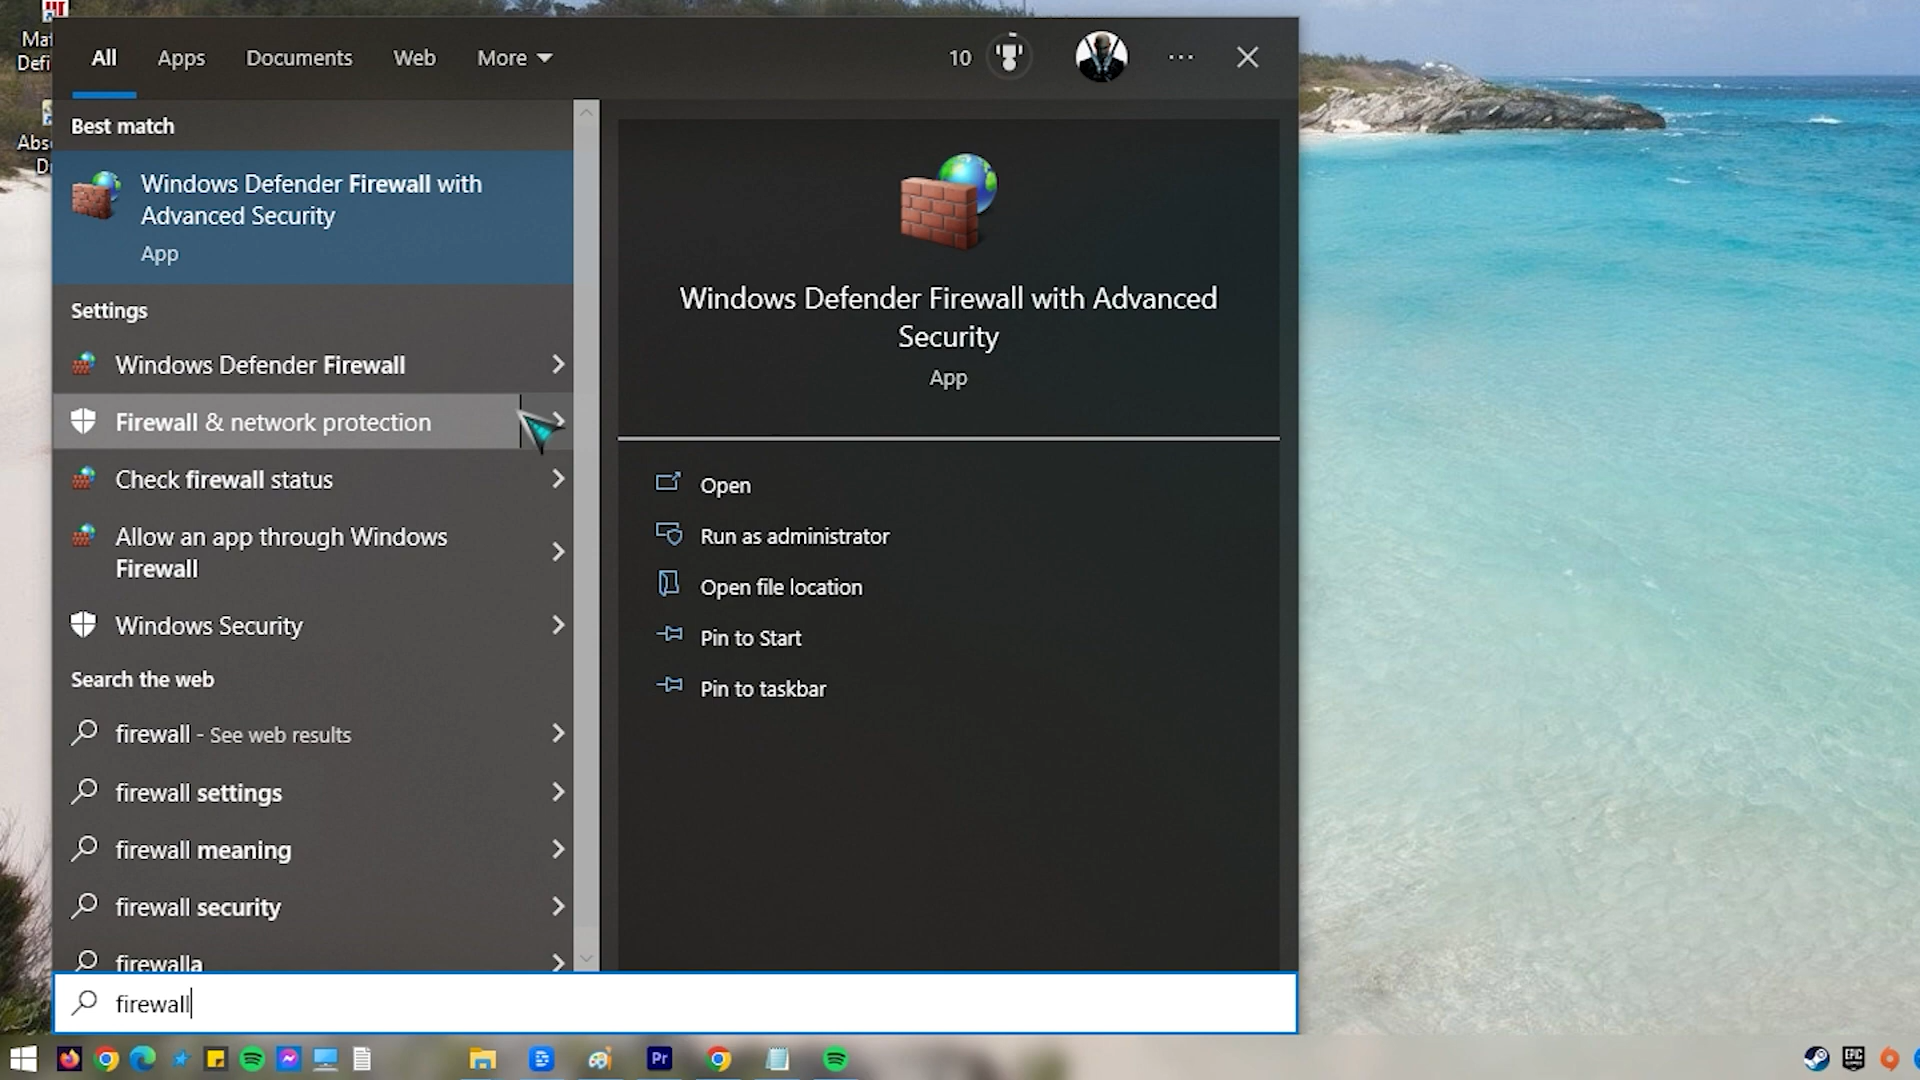 All
Apps
Documents
Web
More
10
Best match
Windows Defender Firewall with
Advanced Security
App
Settings
Windows Defender Firewall
Firewall & network protection
Check firewall status
Allow an app through Windows
Firewall
Windows Security
Search the web
firewall - See web results
firewall settings
firewall meaning
firewall security
firewalla
firewall
Windows Defender Firewall with Advanced
Security
App
Open
Run as administrator
Open file location
Pin to Start
Pin to taskbar
Pr
EPIC